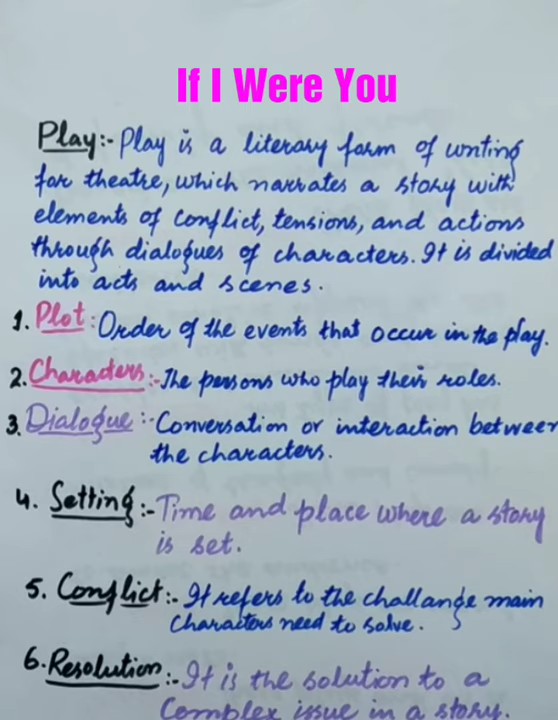 If I Were You
Play:- Play is a literary form of writing
for theatre, which narrates a story with
elements of conflict, tensions, and actions
through dialogues of characters. It is divided
into acts and scenes.
1. Plot: Order of the events that occur in the play.
2. Characters:- The persons who play their roles.
3. Dialogue:- Conversation or interaction between
the characters.
4. Setting:- Time and place where a story
is set.
5. Conflict:- It refers to the challange main
characters need to solve.
6. Resolution:- It is the solution to a
Complex issue in a story.